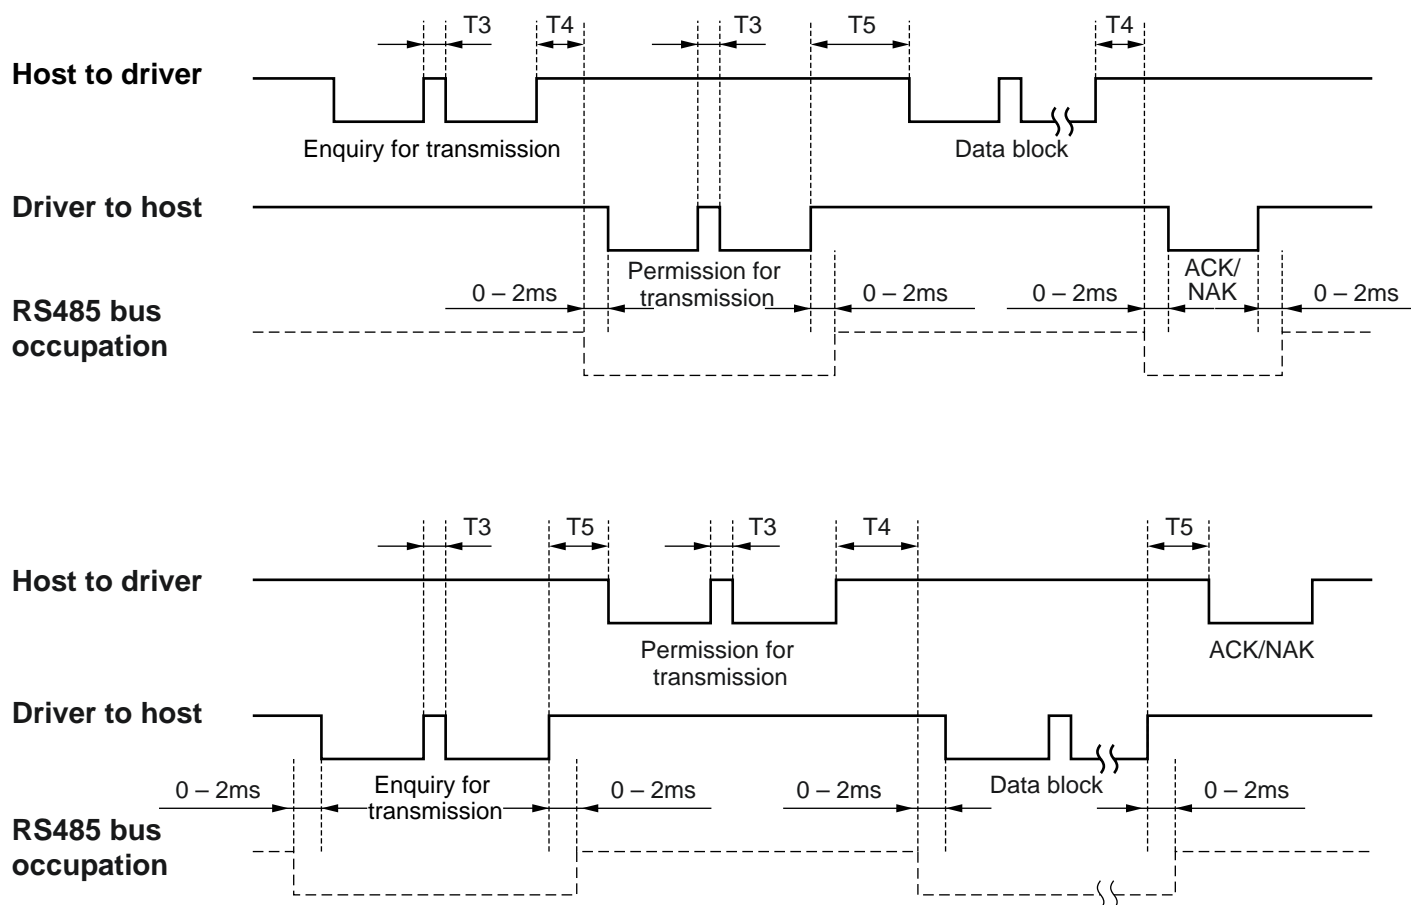 T3 T4 T3 T5 T4
Host to driver
Enquiry for transmission
Data block
Driver to host
Permission for
transmission
ACK/
NAK
0 – 2ms 0 – 2ms 0 – 2ms 0 – 2ms
RS485 bus
occupation
T3 T5 T3 T4 T5
Host to driver
Permission for
transmission
ACK/NAK
Driver to host
Enquiry for
transmission
Data block
0 – 2ms 0 – 2ms 0 – 2ms 0 – 2ms
RS485 bus
occupation